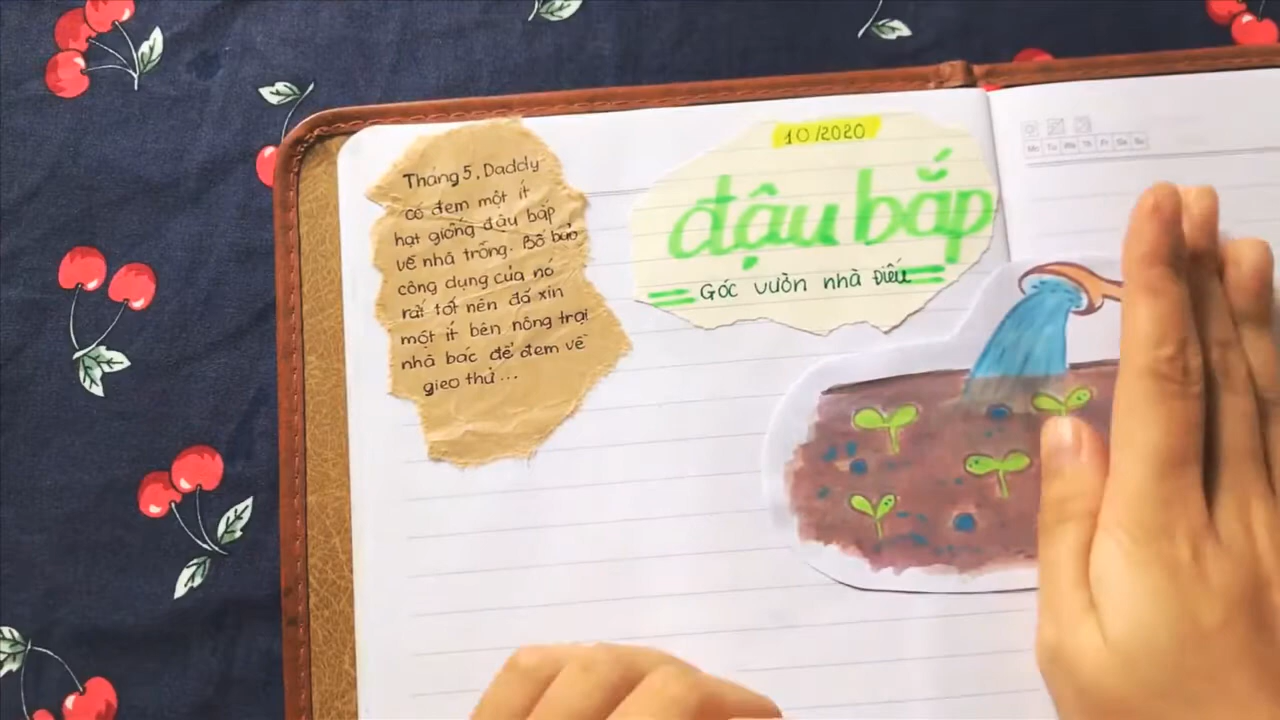 Tháng 5, Daddy
có đem một ít
hạt giống đậu bắp
về nhà trồng. Bố bảo
công dụng của nó
rất tốt nên đã xin
một ít bên nông trại
nhà bác để đem về
gieo thử...
10/2020
đậu bắp
Góc vườn nhà Điều
Mo Tu We Th Fr Sa Su